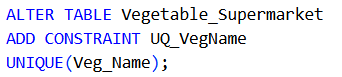 ALTER TABLE Vegetable_Supermarket
ADD CONSTRAINT UQ_VegName
UNIQUE(Veg_Name);